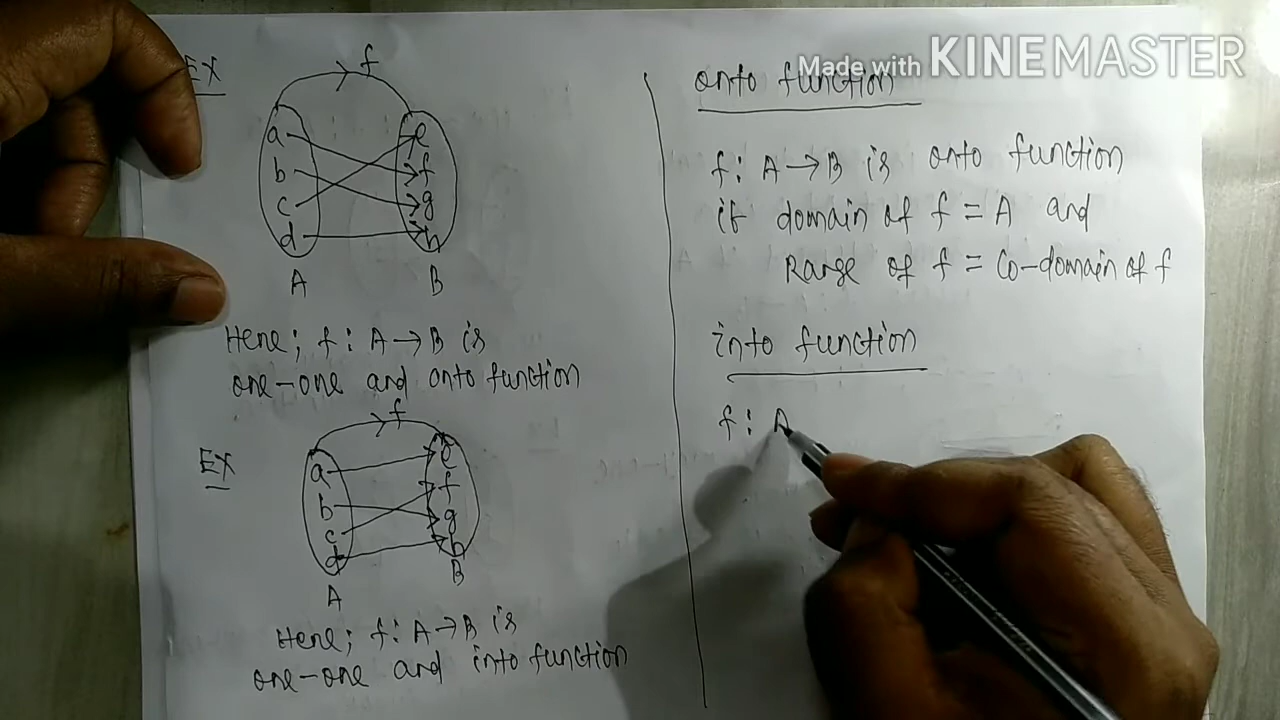 Made with KINEMASTER
EX
f
a
b
c
d
e
f
g
h
A
B
Here; f: A→B is
one-one and onto function
EX
f
a
b
c
d
e
f
g
h
A
B
Here; f: A→B is
one-one and into function
onto function
f: A→B is onto function
if domain of f = A and
Range of f = Co-domain of f
into function
f: A